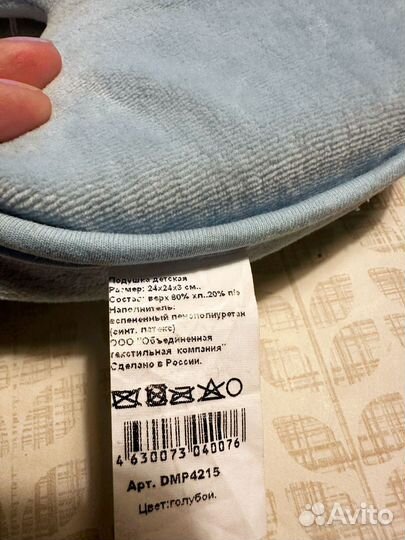 Подушка детская
Размер: 24х24х3 см..
Состав: верх 80% хл..20% п/э
Наполнитель:
вспененный пенополиуретан
(синт. латекс)
ООО "Объединенная
текстильная компания"
Сделано в России.
4 630073 040076
Арт. DMP4215
Цвет:голубой.
Avito